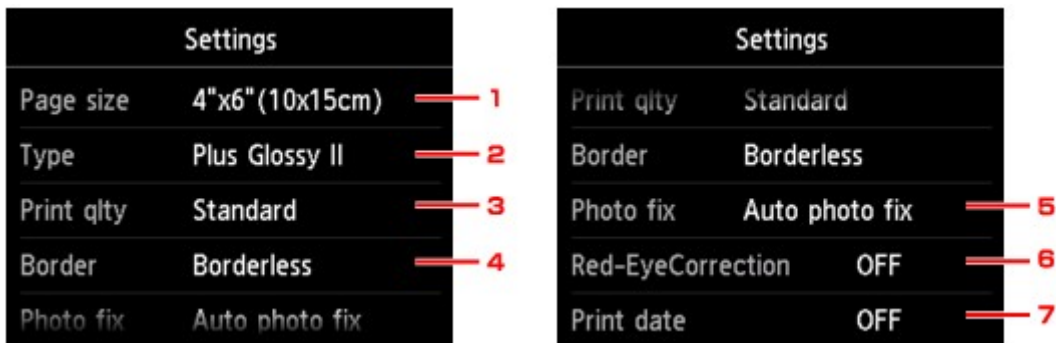 Settings
Page size 4"x6"(10x15cm) 1
Type Plus Glossy II 2
Print qlty Standard 3
Border Borderless 4
Photo fix Auto photo fix
Settings
Print qlty Standard
Border Borderless
Photo fix Auto photo fix 5
Red-EyeCorrection OFF 6
Print date OFF 7